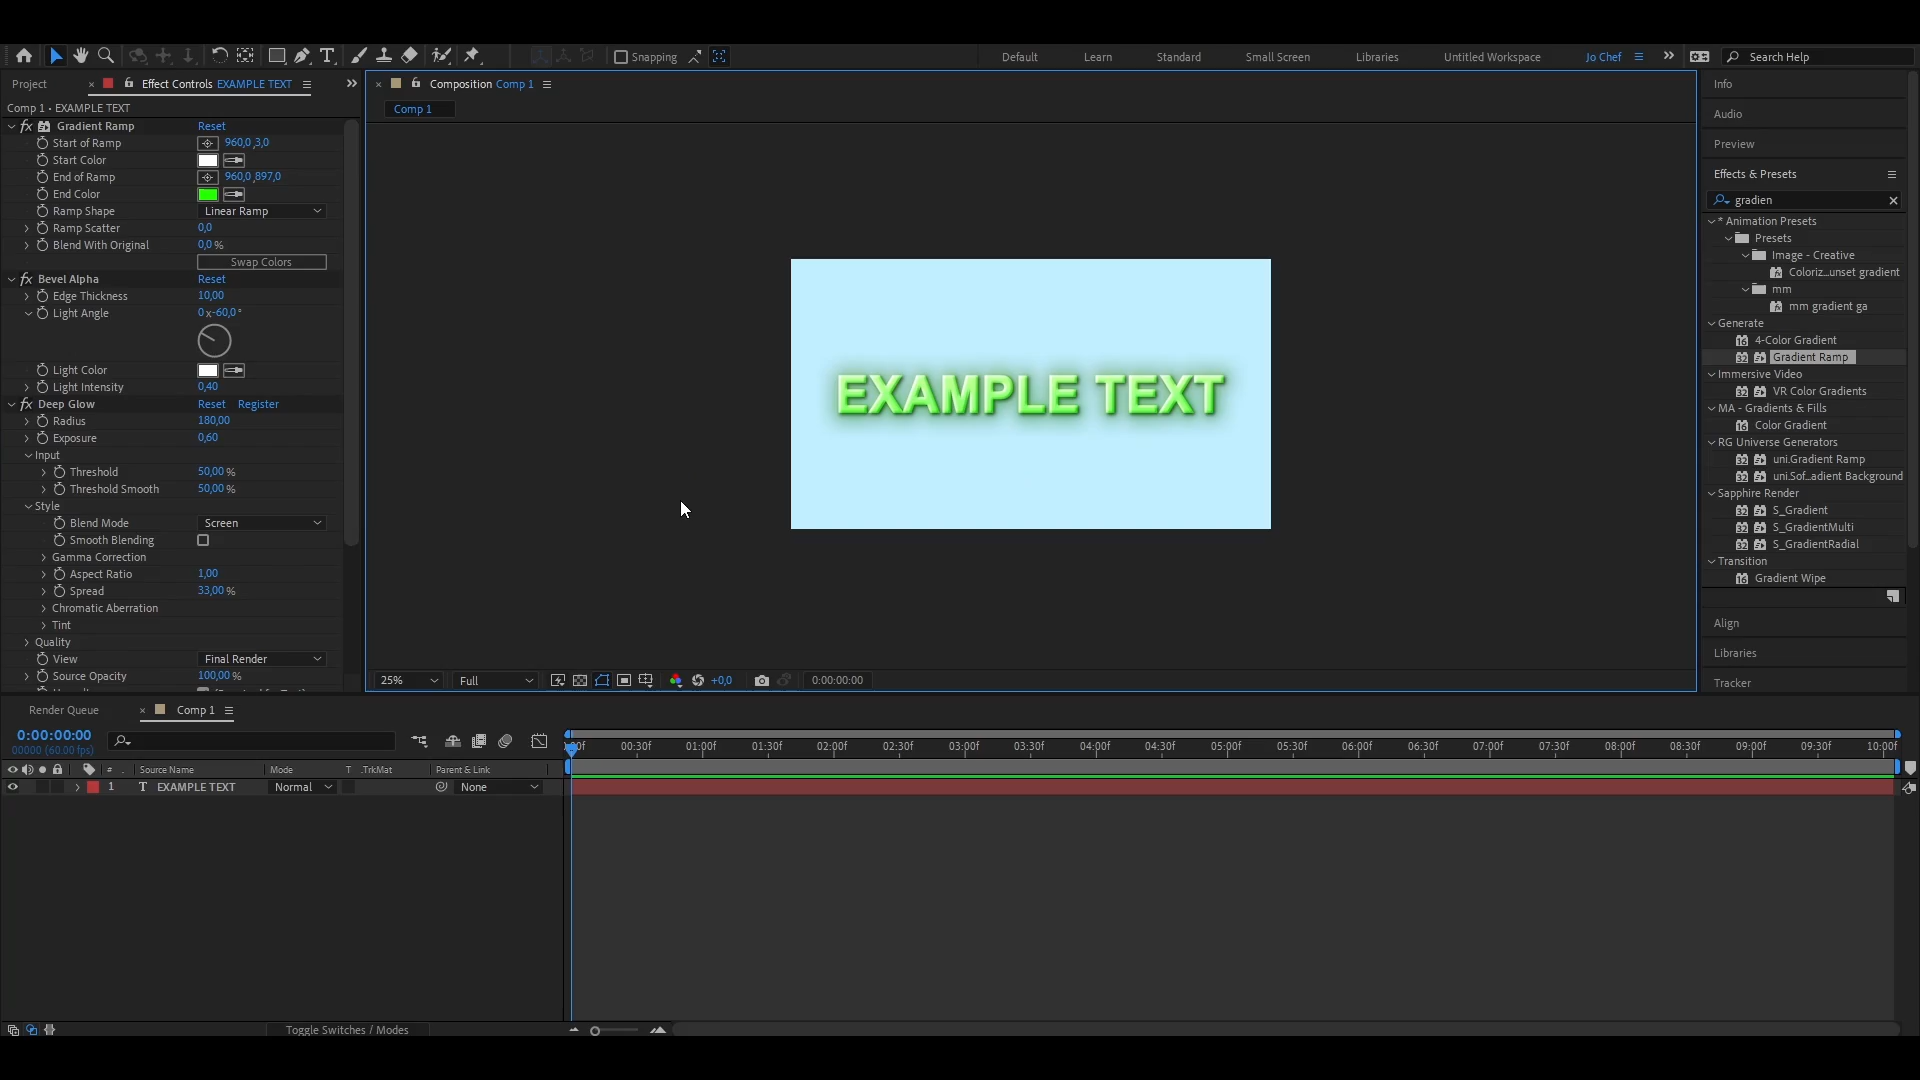 Snapping
Default
Learn
Standard
Small Screen
Libraries
Untitled Workspace
Jo Chef
Search Help
Project
Effect Controls EXAMPLE TEXT
Comp 1 • EXAMPLE TEXT
fx Gradient Ramp Reset
Start of Ramp 960,0 ,3,0
Start Color
End of Ramp 960,0 ,897,0
End Color
Ramp Shape Linear Ramp
Ramp Scatter 0,0
Blend With Original 0,0 %
Swap Colors
fx Bevel Alpha Reset
Edge Thickness 10,00
Light Angle 0 x-60,0 °
Light Color
Light Intensity 0,40
fx Deep Glow Reset Register
Radius 180,00
Exposure 0,60
Input
Threshold 50,00 %
Threshold Smooth 50,00 %
Style
Blend Mode Screen
Smooth Blending
Gamma Correction
Aspect Ratio 1,00
Spread 33,00 %
Chromatic Aberration
Tint
Quality
View Final Render
Source Opacity 100,00 %
Composition Comp 1
Comp 1
EXAMPLE TEXT
25% Full +0,0 0:00:00:00
Info
Audio
Preview
Effects & Presets
gradien
* Animation Presets
Presets
Image - Creative
Coloriz...unset gradient
mm
mm gradient ga
Generate
16 4-Color Gradient
32 Gradient Ramp
Immersive Video
32 VR Color Gradients
MA - Gradients & Fills
16 Color Gradient
RG Universe Generators
32 uni.Gradient Ramp
32 uni.Sof...adient Background
Sapphire Render
32 S_Gradient
32 S_GradientMulti
32 S_GradientRadial
Transition
16 Gradient Wipe
Align
Libraries
Tracker
Render Queue
Comp 1
0:00:00:00
00000 (60.00 fps)
00:30f 01:00f 01:30f 02:00f 02:30f 03:00f 03:30f 04:00f 04:30f 05:00f 05:30f 06:00f 06:30f 07:00f 07:30f 08:00f 08:30f 09:00f 09:30f 10:00f
# Source Name Mode T .TrkMat Parent & Link
1 T EXAMPLE TEXT Normal None
Toggle Switches / Modes